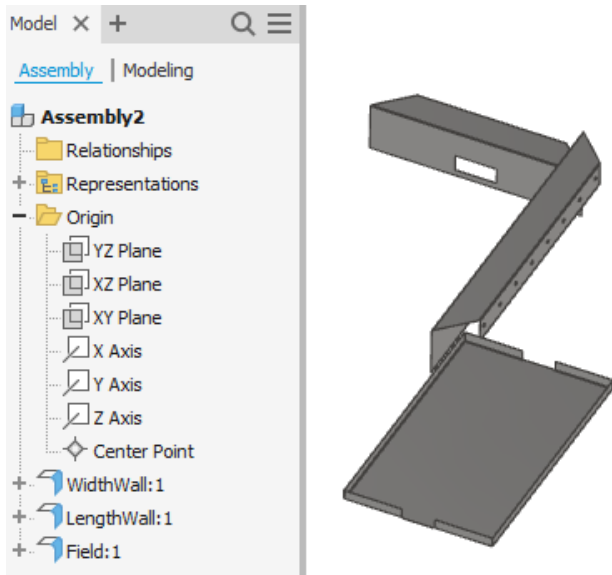 Model
Assembly | Modeling
Assembly2
Relationships
Representations
Origin
YZ Plane
XZ Plane
XY Plane
X Axis
Y Axis
Z Axis
Center Point
WidthWall:1
LengthWall:1
Field:1